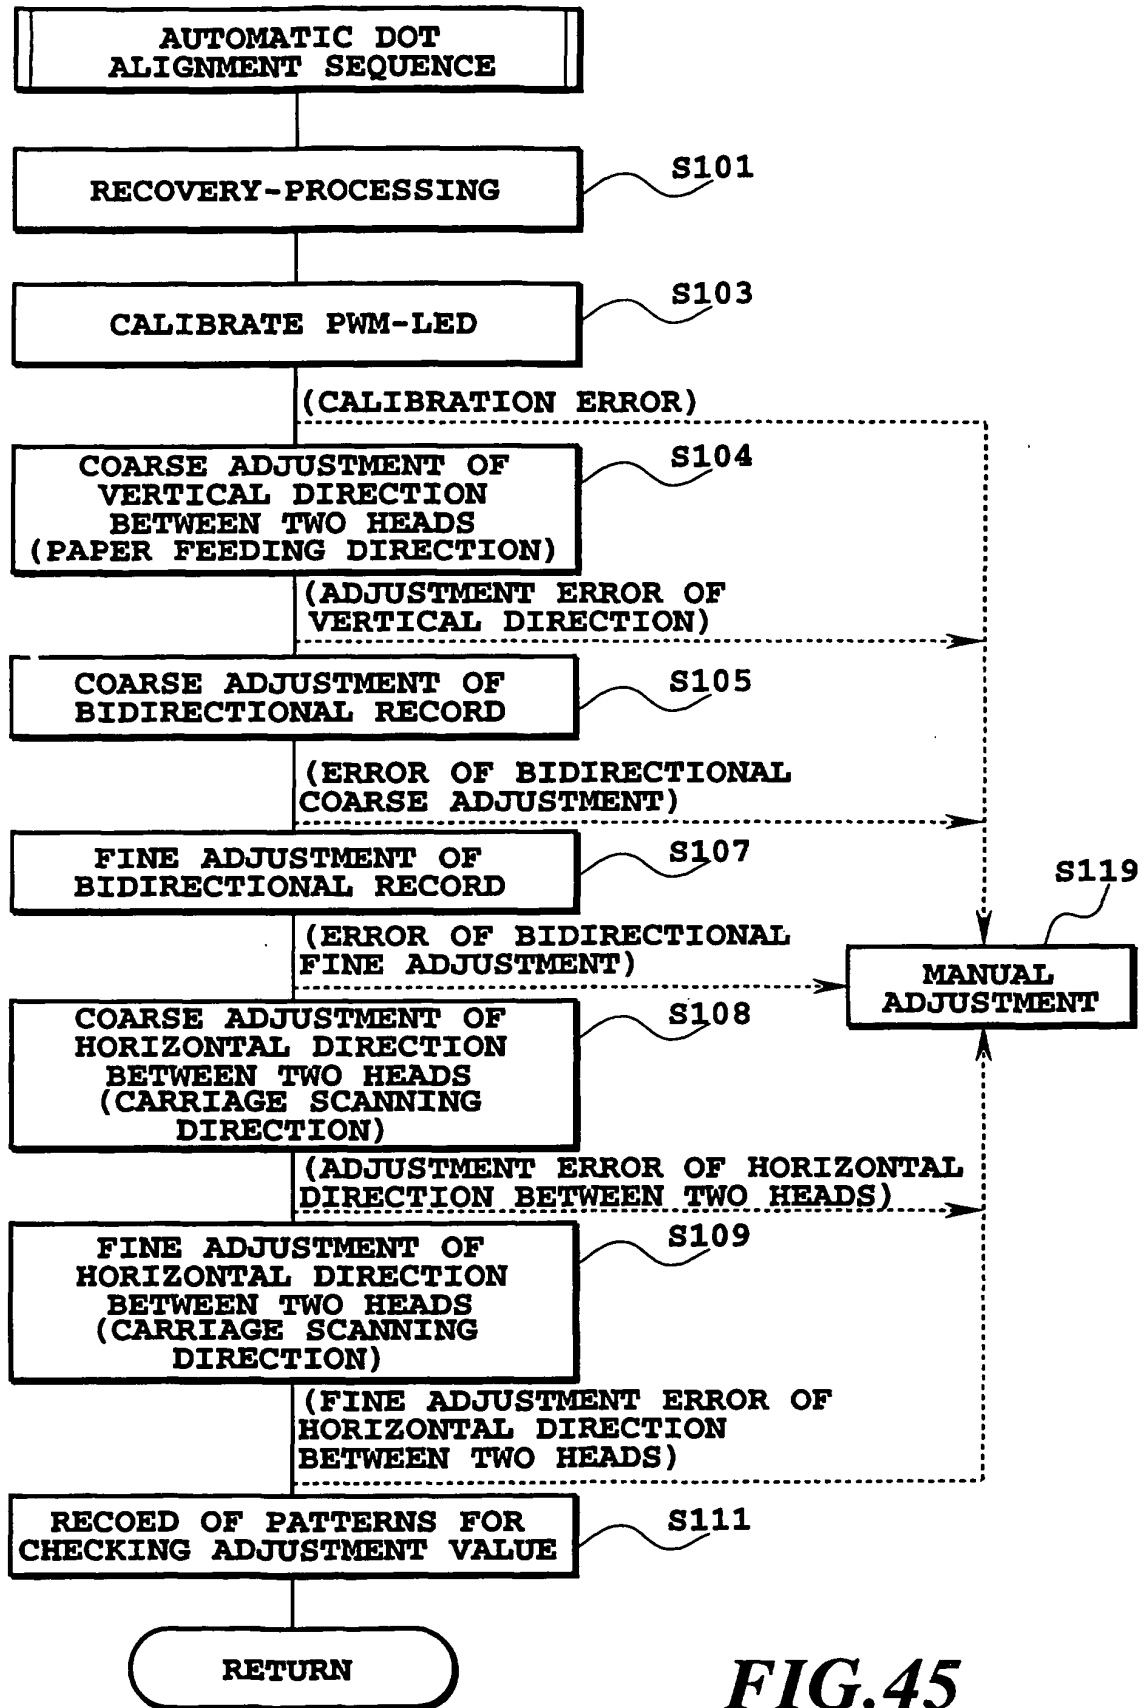 AUTOMATIC DOT
ALIGNMENT SEQUENCE
RECOVERY-PROCESSING
S101
CALIBRATE PWM-LED
S103
(CALIBRATION ERROR)
COARSE ADJUSTMENT OF
VERTICAL DIRECTION
BETWEEN TWO HEADS
(PAPER FEEDING DIRECTION)
S104
(ADJUSTMENT ERROR OF
VERTICAL DIRECTION)
COARSE ADJUSTMENT OF
BIDIRECTIONAL RECORD
S105
(ERROR OF BIDIRECTIONAL
COARSE ADJUSTMENT)
FINE ADJUSTMENT OF
BIDIRECTIONAL RECORD
S107
(ERROR OF BIDIRECTIONAL
FINE ADJUSTMENT)
S119
MANUAL
ADJUSTMENT
COARSE ADJUSTMENT OF
HORIZONTAL DIRECTION
BETWEEN TWO HEADS
(CARRIAGE SCANNING
DIRECTION)
S108
(ADJUSTMENT ERROR OF HORIZONTAL
DIRECTION BETWEEN TWO HEADS)
FINE ADJUSTMENT OF
HORIZONTAL DIRECTION
BETWEEN TWO HEADS
(CARRIAGE SCANNING
DIRECTION)
S109
(FINE ADJUSTMENT ERROR OF
HORIZONTAL DIRECTION
BETWEEN TWO HEADS)
RECOED OF PATTERNS FOR
CHECKING ADJUSTMENT VALUE
S111
RETURN
FIG.45